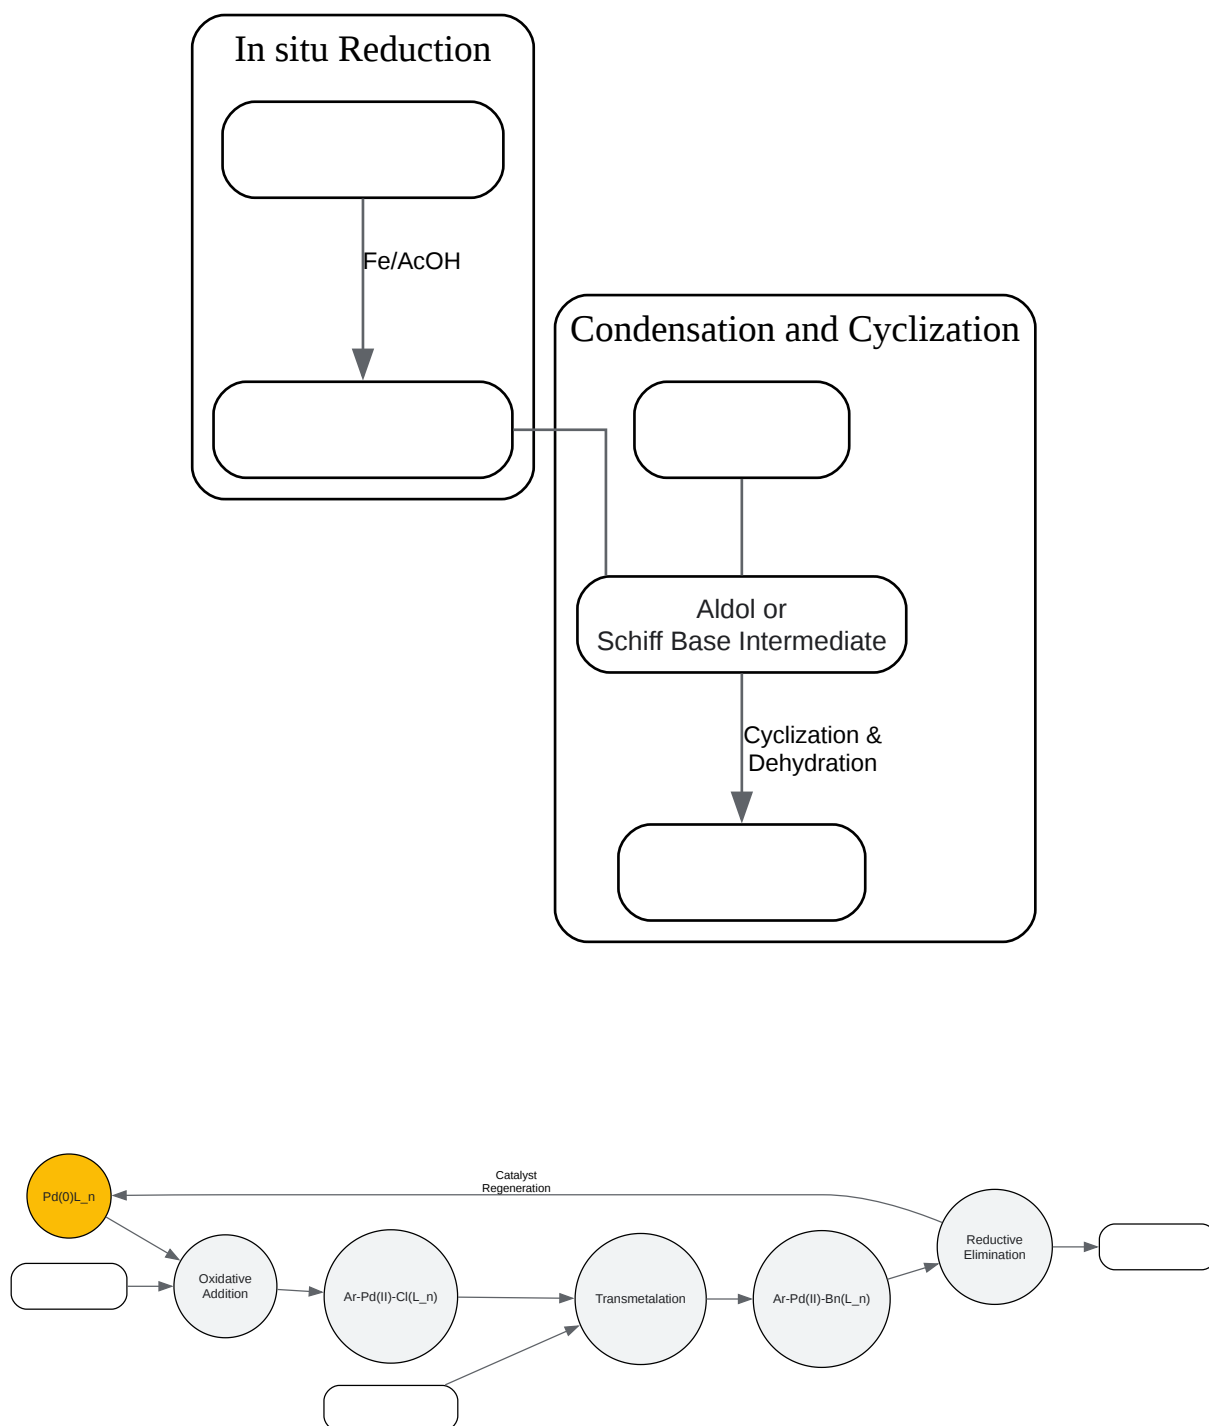 In situ Reduction
Fe/AcOH
Condensation and Cyclization
Aldol or
Schiff Base Intermediate
Cyclization &
Dehydration
Catalyst
Regeneration
Pd(0)L_n
Oxidative
Addition
Ar-Pd(II)-Cl(L_n)
Transmetalation
Ar-Pd(II)-Bn(L_n)
Reductive
Elimination